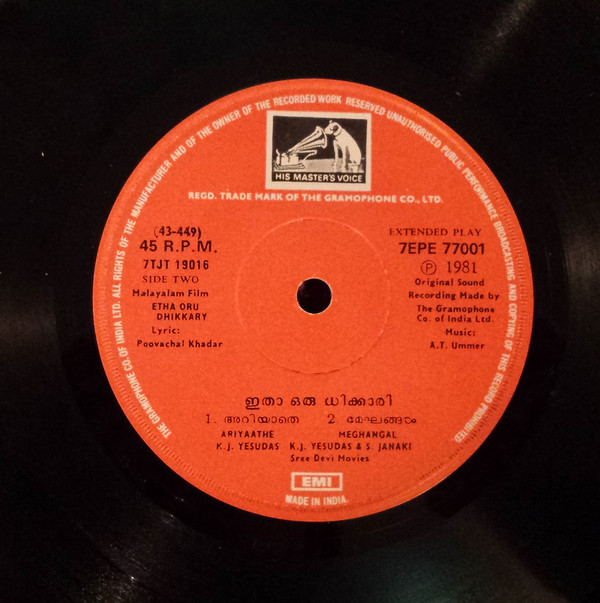 THE GRAMOPHONE CO. OF INDIA LTD. ALL RIGHTS OF THE MANUFACTURER AND OF THE OWNER OF THE RECORDED WORK RESERVED UNAUTHORISED PUBLIC PERFORMANCE BROADCASTING AND COPYING OF THIS RECORD PROHIBITED
HIS MASTER'S VOICE
REGD. TRADE MARK OF THE GRAMOPHONE CO., LTD.
(43-449)
45 R.P.M.
7TJT 19016
SIDE TWO
Malayalam Film
ETHA ORU
DHIKKARY
Lyric:
Poovachal Khadar
EXTENDED PLAY
7EPE 77001
Ⓟ 1981
Original Sound
Recording Made by
The Gramophone
Co. of India Ltd.
Music:
A.T. Ummer
ഇതാ ഒരു ധിക്കാരി
1. അറിയാതെ 2. മേഘങ്ങൾ
ARIYAATHE MEGHANGAL
K.J. YESUDAS K.J. YESUDAS & S. JANAKI
Sree Devi Movies
EMI
MADE IN INDIA.